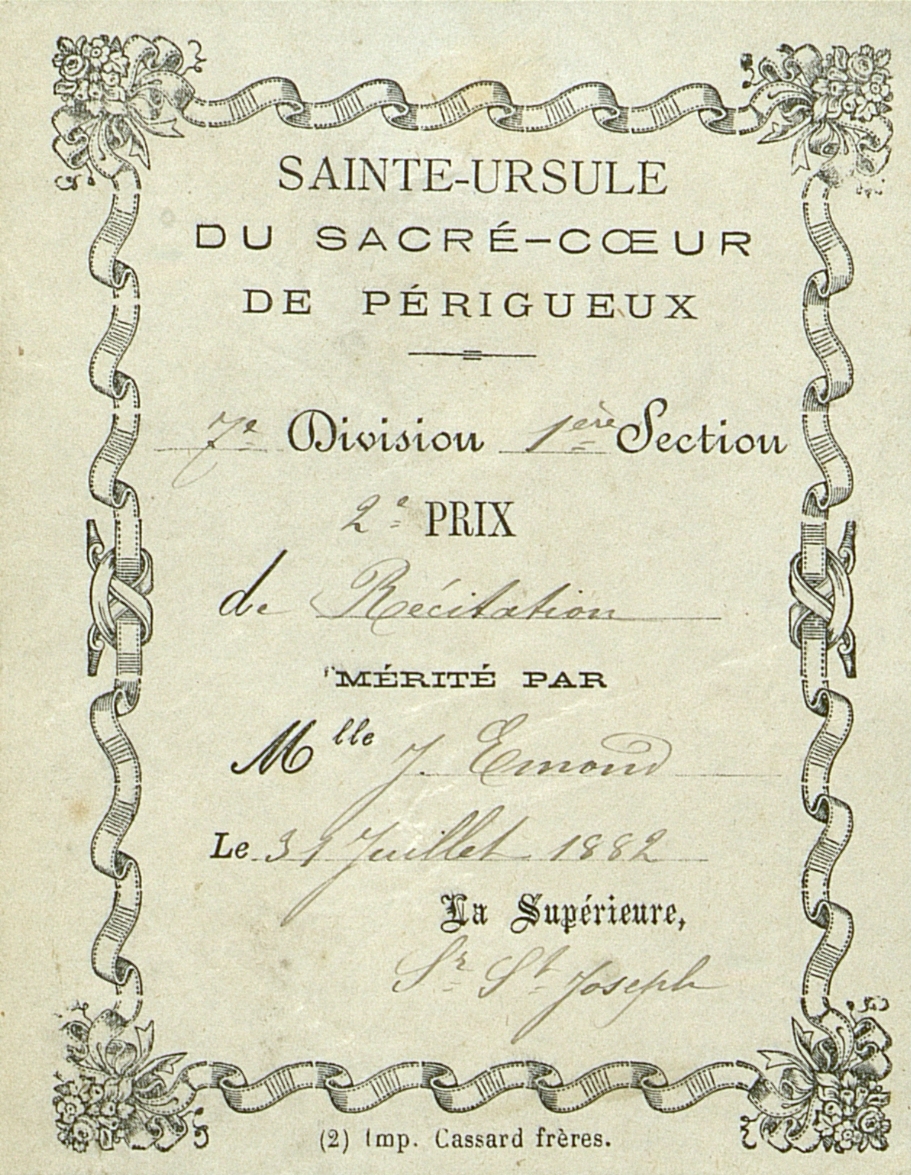 SAINTE-URSULE
DU SACRÉ-CŒUR
DE PÉRIGUEUX
7e Division 1ère Section
2e PRIX
de Récitation
MÉRITÉ PAR
Mlle J. Emond
Le 31 Juillet 1882
La Supérieure,
Sr St Joseph
(2) Imp. Cassard frères.